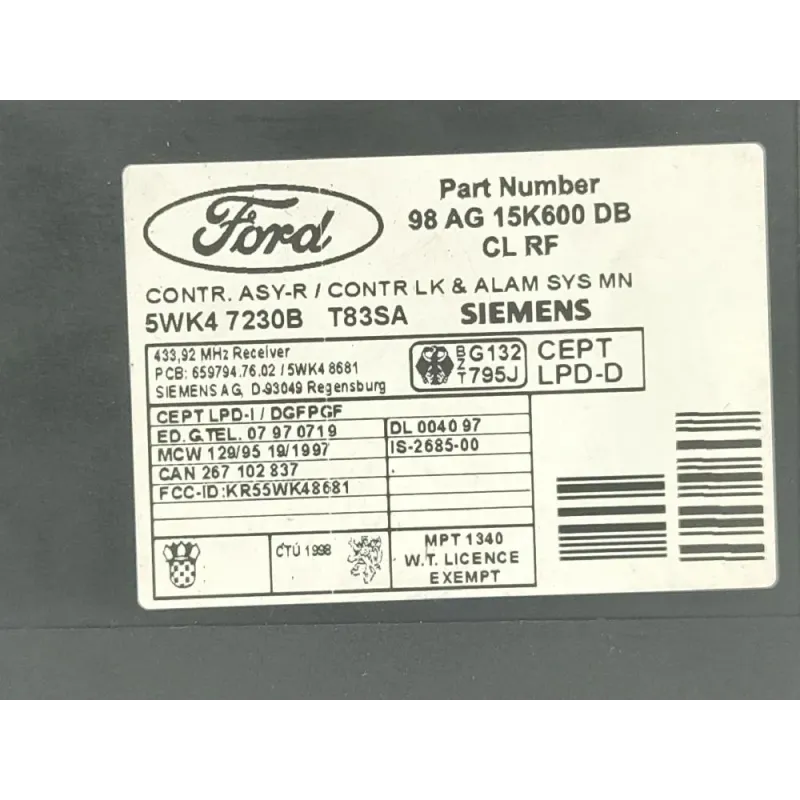 Ford
Part Number
98 AG 15K600 DB
CL RF
CONTR. ASY-R / CONTR LK & ALAM SYS MN
5WK4 7230B T83SA SIEMENS
433,92 MHz Receiver
PCB: 659794.76.02 / 5WK4 8681
SIEMENS AG, D-93049 Regensburg
BZT G132
795J
CEPT
LPD-D
CEPT LPD-I / DGFPGF
ED.G.TEL. 07 97 0719 DL 0040 97
MCW 129/95 19/1997 IS-2685-00
CAN 267 102 837
FCC-ID:KR55WK48681
CTÚ 1998
MPT 1340
W.T. LICENCE
EXEMPT